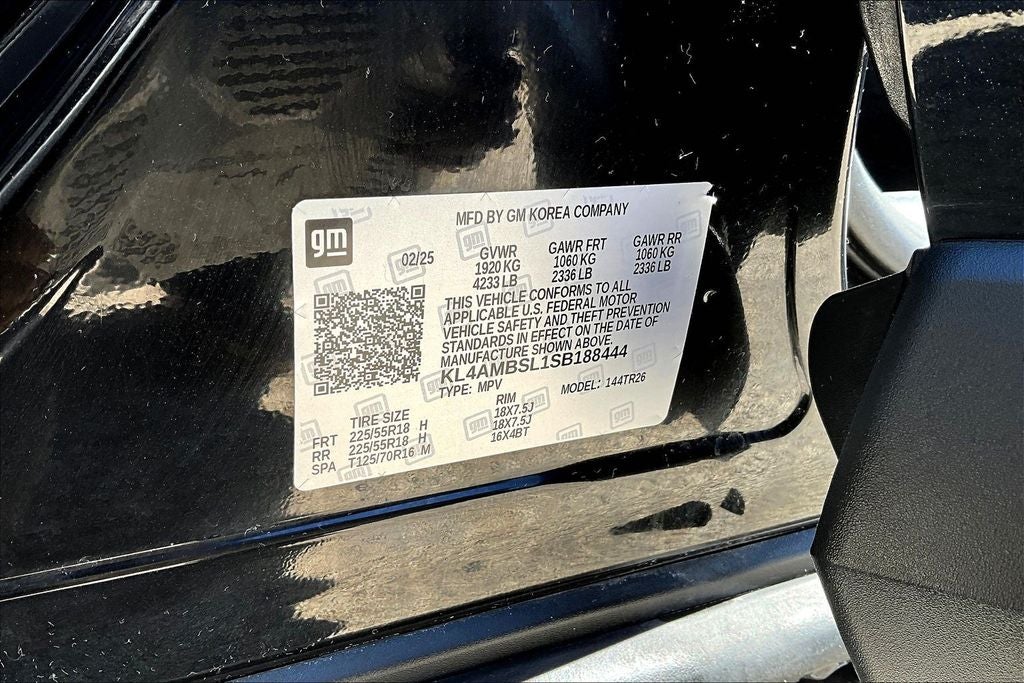 gm
MFD BY GM KOREA COMPANY
02/25
GVWR GAWR FRT GAWR RR
1920 KG 1060 KG 1060 KG
4233 LB 2336 LB 2336 LB
THIS VEHICLE CONFORMS TO ALL
APPLICABLE U.S. FEDERAL MOTOR
VEHICLE SAFETY AND THEFT PREVENTION
STANDARDS IN EFFECT ON THE DATE OF
MANUFACTURE SHOWN ABOVE.
KL4AMBSL1SB188444
TYPE: MPV MODEL: 144TR26
TIRE SIZE RIM
FRT 225/55R18 H 18X7.5J
RR 225/55R18 H 18X7.5J
SPA T125/70R16 M 16X4BT